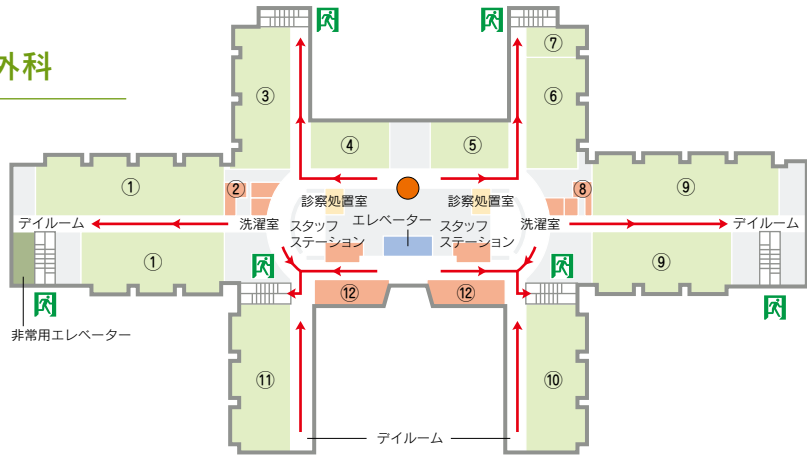 外科
⑦
③
⑥
④
⑤
①
②
⑧
⑨
診察処置室
診察処置室
デイルーム
洗濯室
スタッフ
ステーション
エレベーター
スタッフ
ステーション
洗濯室
デイルーム
①
⑨
⑫
⑫
非常用エレベーター
⑪
⑩
デイルーム